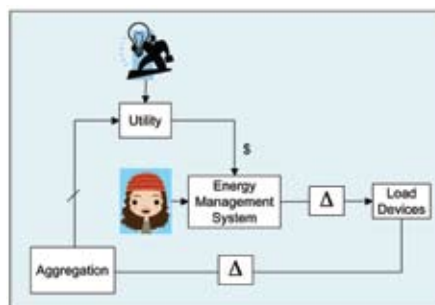 Utility
$
Energy
Management
System
Δ
Load
Devices
Aggregation
Δ